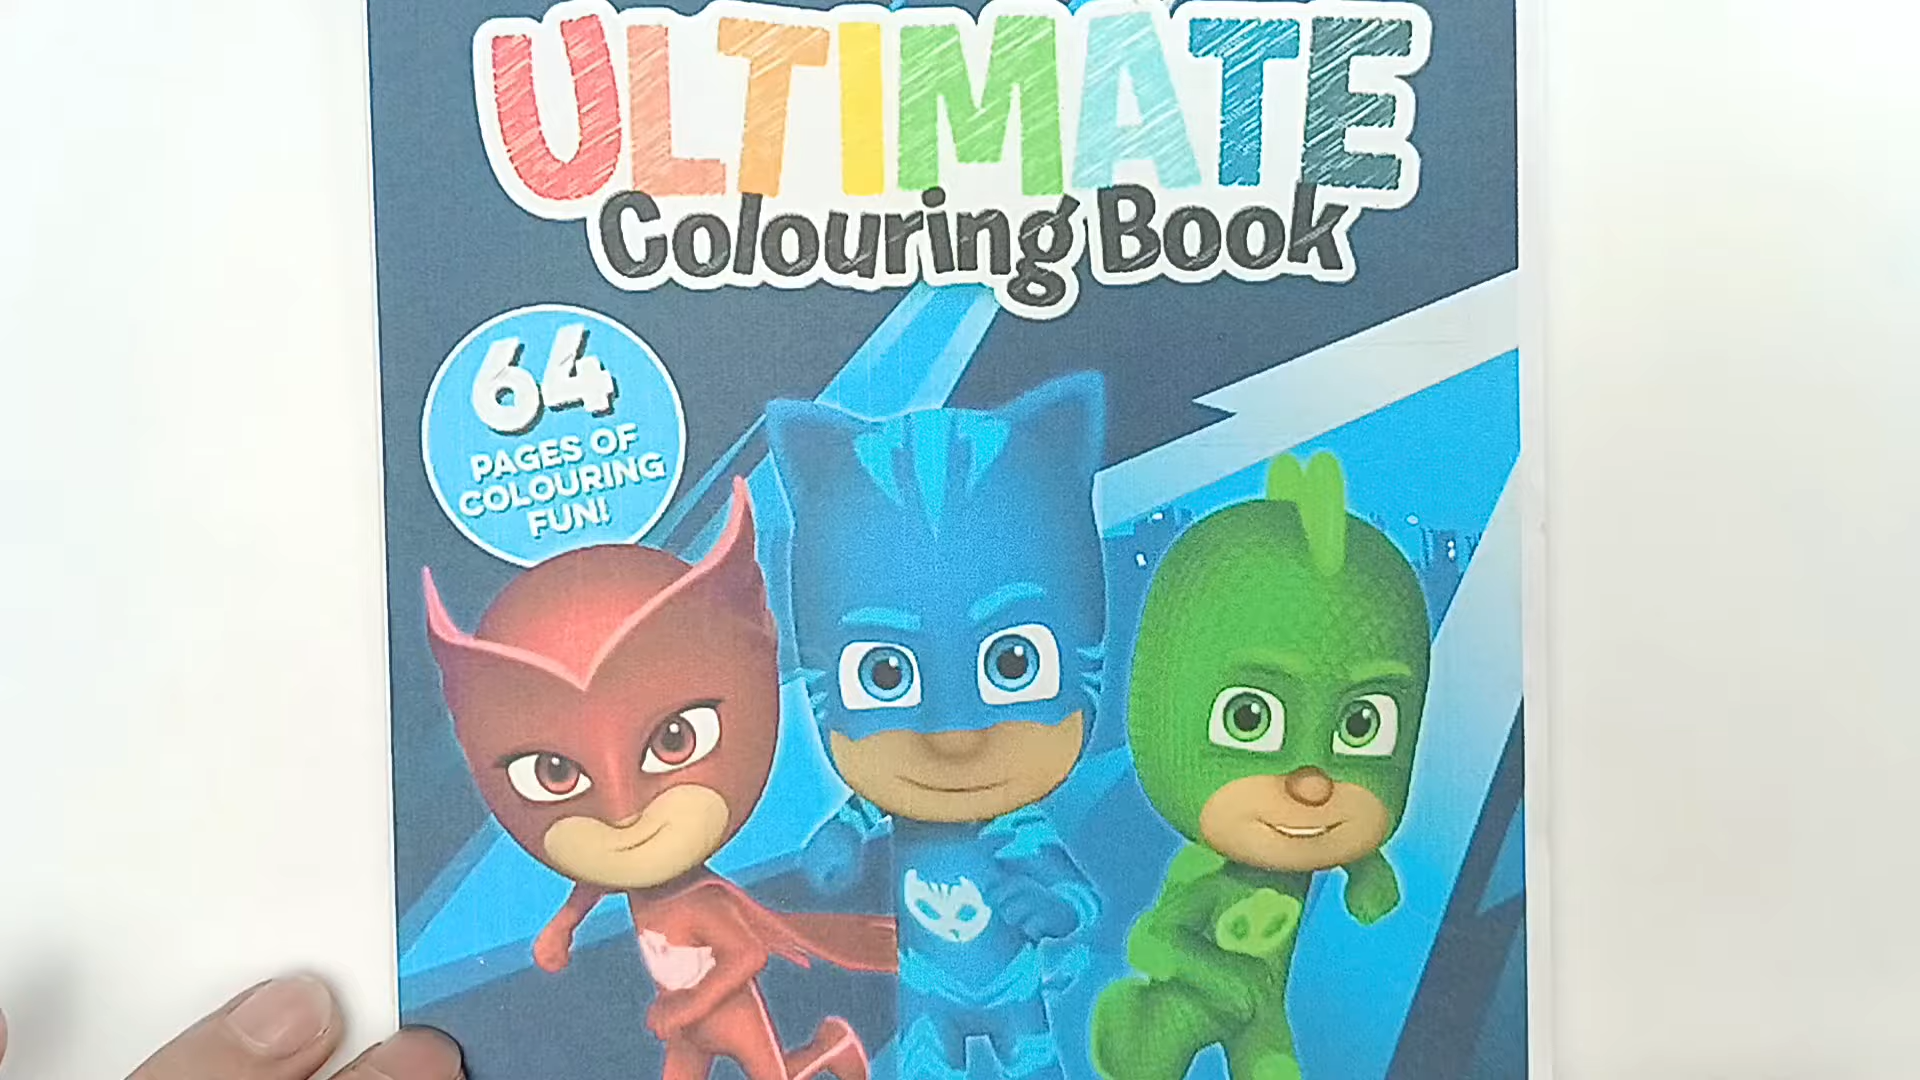 ULTIMATE
Colouring Book
64
PAGES OF
COLOURING
FUN!